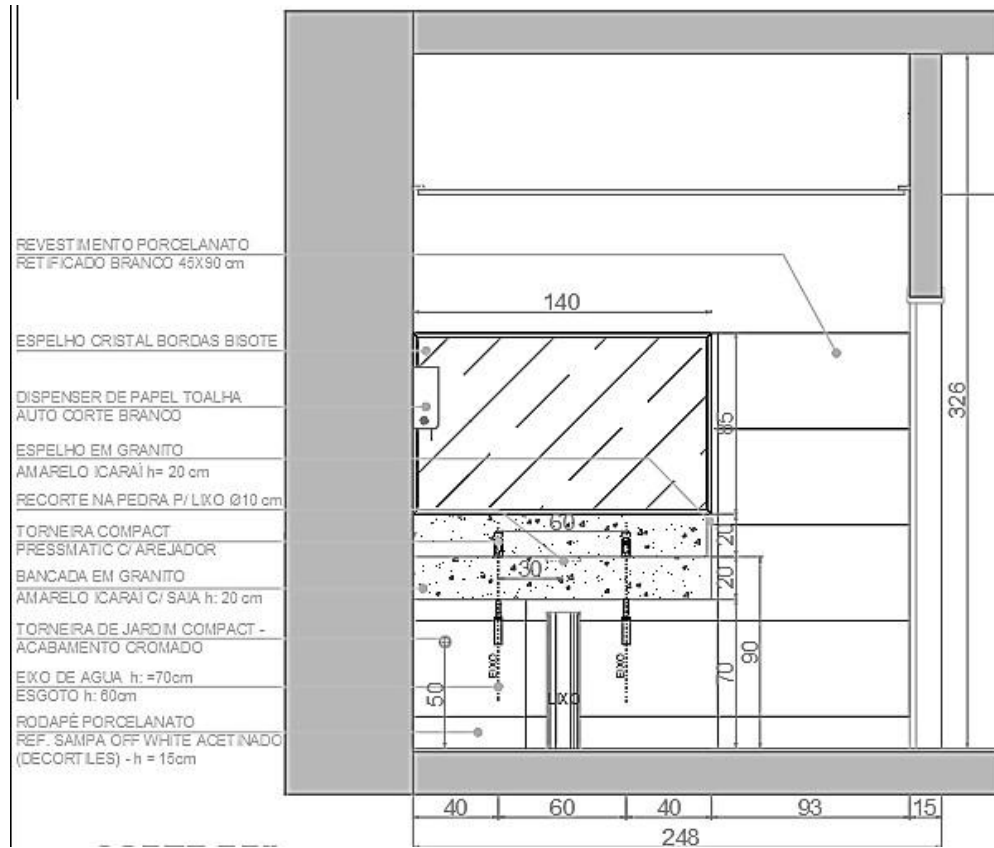 REVESTIMENTO PORCELANATO
RETIFICADO BRANCO 45X90 cm
ESPELHO CRISTAL BORDAS BISOTE
DISPENSER DE PAPEL TOALHA
AUTO CORTE BRANCO
ESPELHO EM GRANITO
AMARELO ICARAÌ h= 20 cm
RECORTE NA PEDRA P/ LIXO Ø10 cm
TORNEIRA COMPACT
PRESSMATIC C/ AREJADOR
BANCADA EM GRANITO
AMARELO ICARAÌ C/ SAIA h: 20 cm
TORNEIRA DE JARDIM COMPACT -
ACABAMENTO CROMADO
EIXO DE AGUA h: =70cm
ESGOTO h: 60cm
RODAPÉ PORCELANATO
REF. SAMPA OFF WHITE ACETINADO
(DECORTILES) - h = 15cm
140
85
326
60
20
30
20
70
90
50
EIXO
EIXO
LIXO
40
60
40
93
15
248